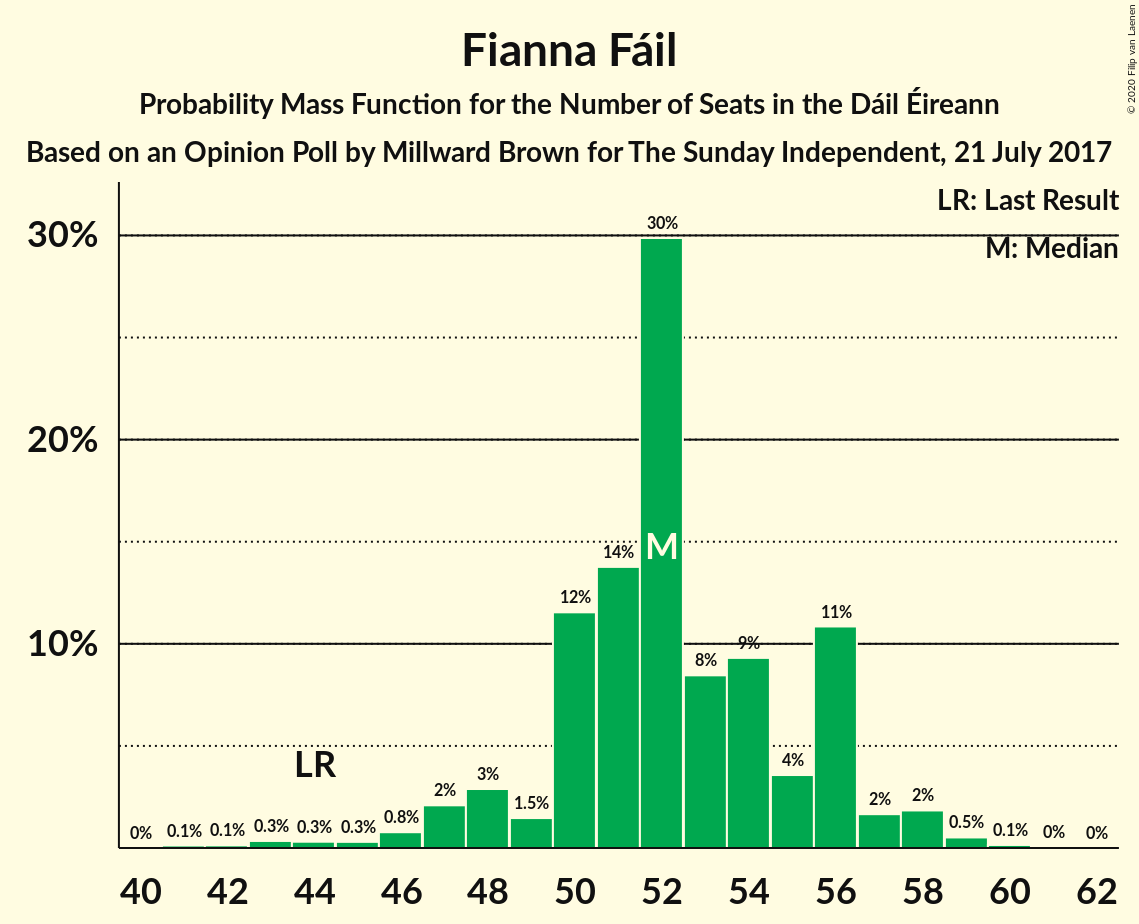 Fianna Fáil
Probability Mass Function for the Number of Seats in the Dáil Éireann
Based on an Opinion Poll by Millward Brown for The Sunday Independent, 21 July 2017
© 2020 Filip van Laenen
LR: Last Result
M: Median
30%
20%
10%
0%
0.1%
0.1%
0.3%
0.3%
0.3%
0.8%
2%
3%
1.5%
12%
14%
30%
8%
9%
4%
11%
2%
2%
0.5%
0.1%
0%
0%
LR
M
40 42 44 46 48 50 52 54 56 58 60 62